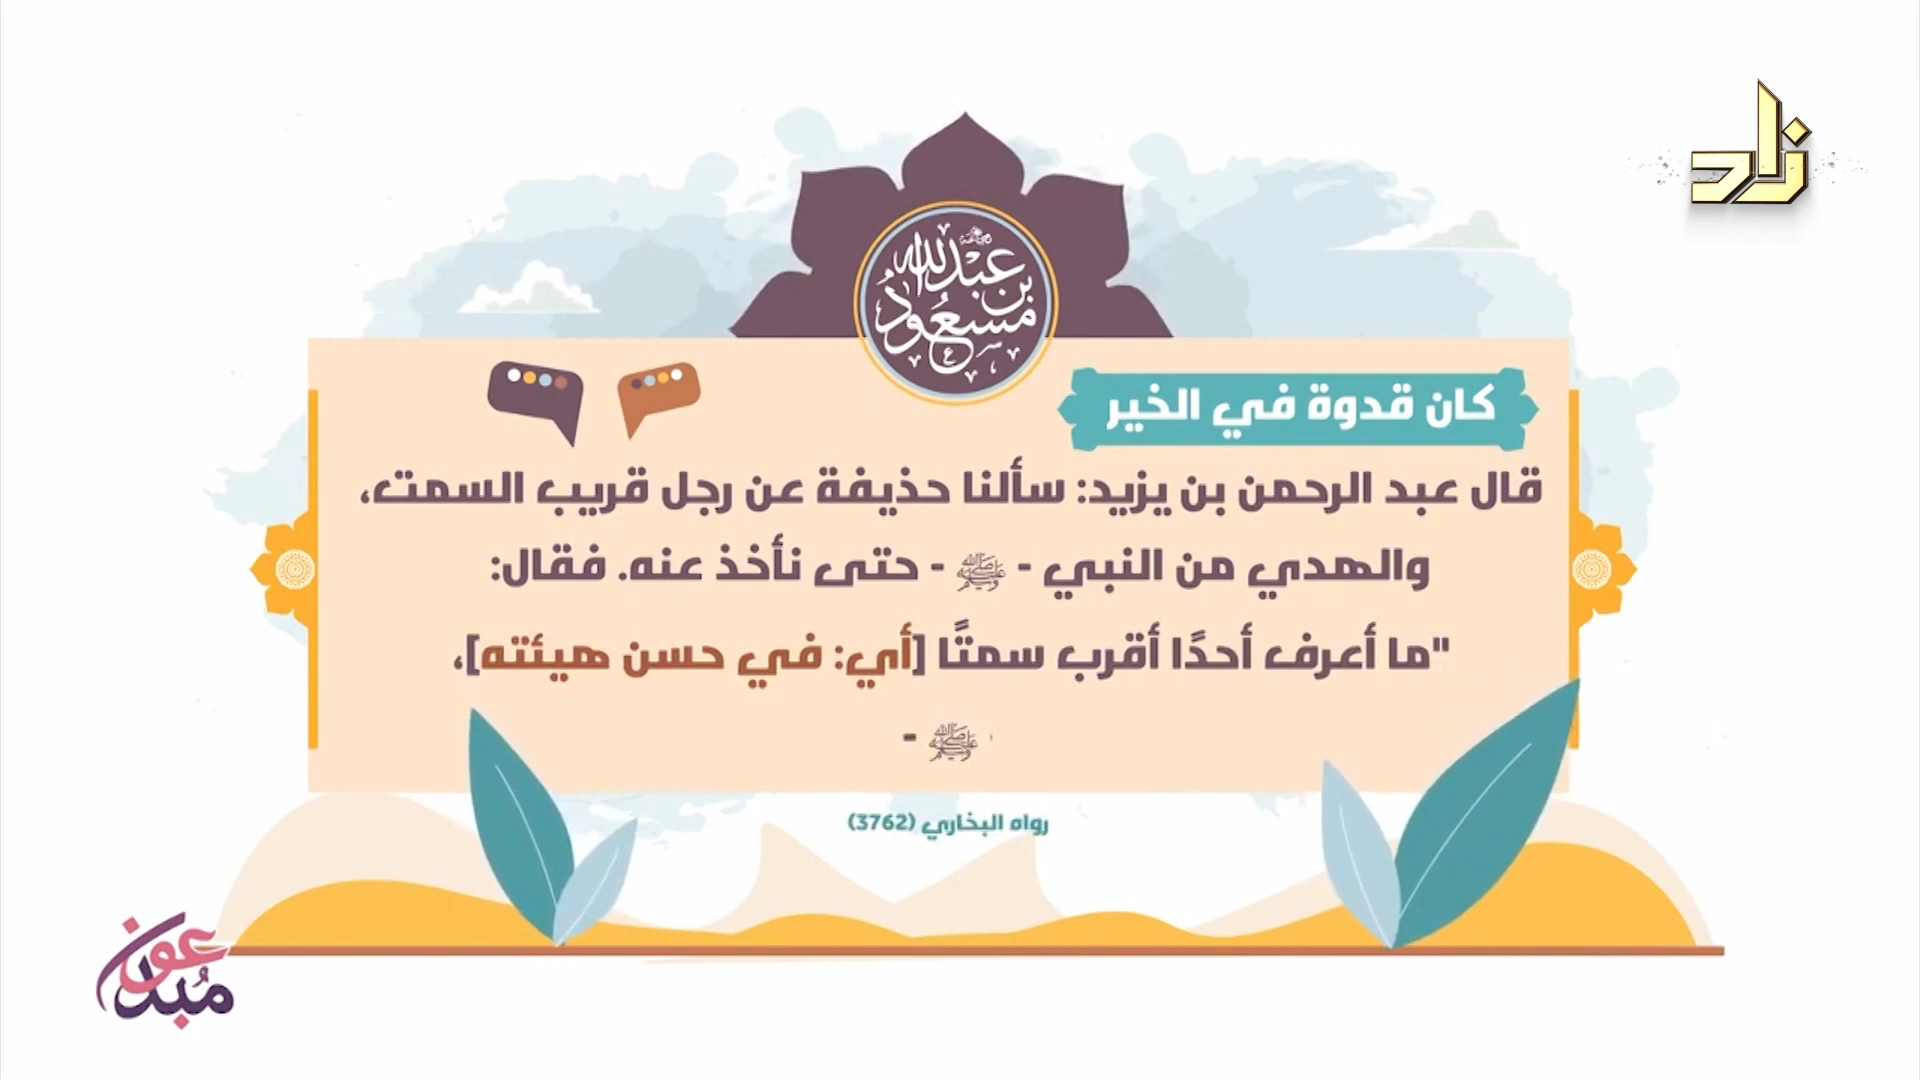 زاد
عبد الله
بن
مسعود
كان قدوة في الخير
قال عبد الرحمن بن يزيد: سألنا حذيفة عن رجل قريب السمت،
والهدي من النبي - ﷺ - حتى نأخذ عنه. فقال:
"ما أعرف أحدًا أقرب سمتًا [أي: في حسن هيئته]،
ﷺ -
رواه البخاري (3762)